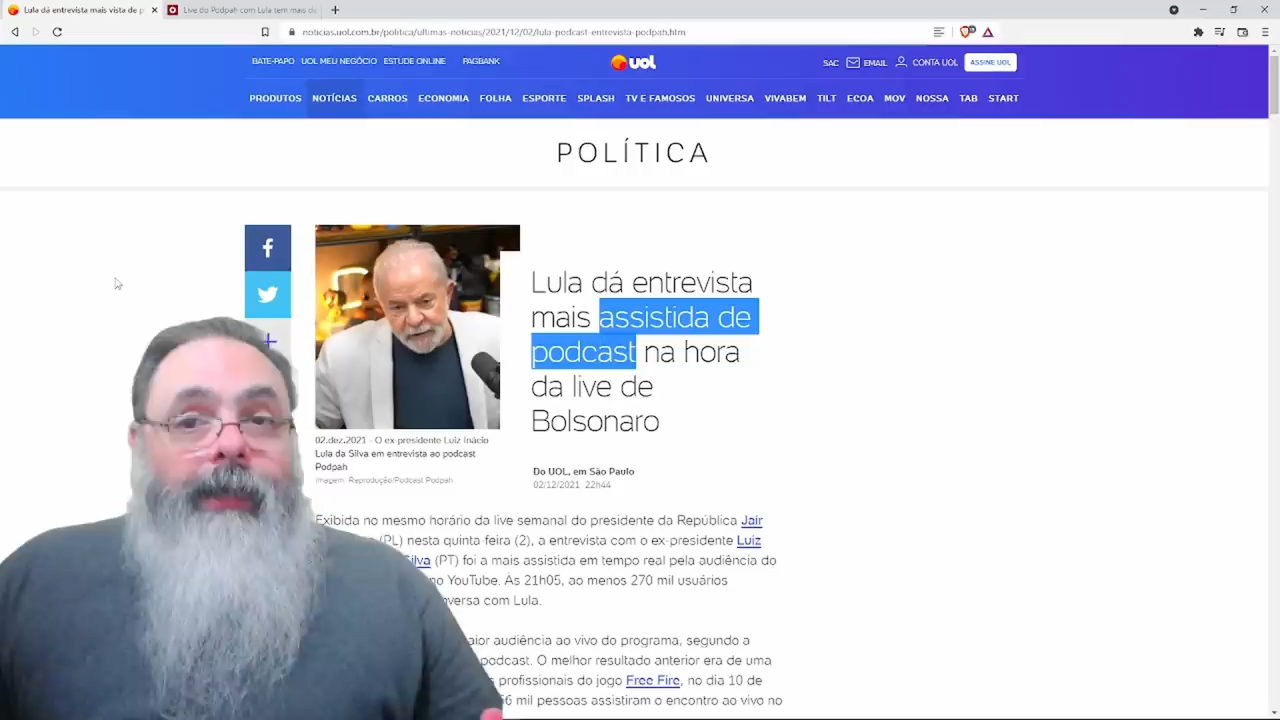 Lula dá entrevista mais vista de p
Live do Podpah com Lula tem mais d
noticias.uol.com.br/politica/ultimas-noticias/2021/12/02/lula-podcast-entrevista-podpah.htm
BATE-PAPO UOL MEU NEGÓCIO ESTUDE ONLINE PAGBANK
UOL
SAC EMAIL CONTA UOL ASSINE UOL
PRODUTOS NOTÍCIAS CARROS ECONOMIA FOLHA ESPORTE SPLASH TV E FAMOSOS UNIVERSA VIVABEM TILT ECOA MOV NOSSA TAB START
POLÍTICA
Lula dá entrevista
mais assistida de
podcast na hora
da live de
Bolsonaro
02.dez.2021 - O ex-presidente Luiz Inácio
Lula da Silva em entrevista ao podcast
Podpah
Imagem: Reprodução/Podcast Podpah
Do UOL, em São Paulo
02/12/2021 22h44
Exibida no mesmo horário da live semanal do presidente da República Jair
(PL) nesta quinta-feira (2), a entrevista com o ex-presidente Luiz
(PT) foi a mais assistida em tempo real pela audiência do
no YouTube. Às 21h05, ao menos 270 mil usuários
com Lula.
audiência ao vivo do programa, segundo a
podcast. O melhor resultado anterior era de uma
profissionais do jogo Free Fire, no dia 10 de
mil pessoas assistiram o encontro ao vivo no